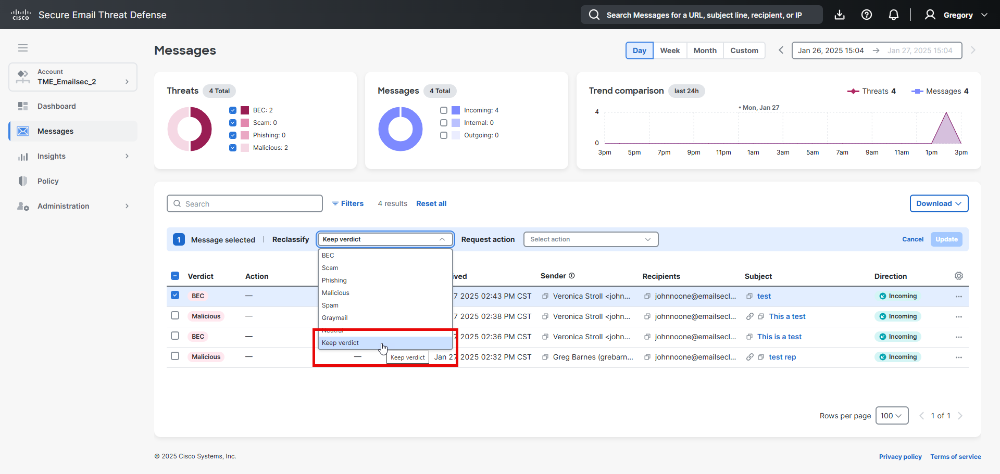 cisco
Secure Email Threat Defense
Search Messages for a URL, subject line, recipient, or IP
Gregory
Account
TME_Emailsec_2
Dashboard
Messages
Insights
Policy
Administration
Messages
Day
Week
Month
Custom
Jan 26, 2025 15:04 → Jan 27, 2025 15:04
Threats
4 Total
BEC: 2
Scam: 0
Phishing: 0
Malicious: 2
Messages
4 Total
Incoming: 4
Internal: 0
Outgoing: 0
Trend comparison
last 24h
Threats 4
Messages 4
• Mon, Jan 27
4
0
3pm 5pm 7pm 9pm 11pm 1am 3am 5am 7am 9am 11am 1pm 3pm
Search
Filters
4 results
Reset all
Download
1 Message selected | Reclassify
Keep verdict
Request action
Select action
Cancel
Update
BEC
Scam
Phishing
Malicious
Spam
Graymail
Neutral
Keep verdict
Keep verdict
Verdict Action ived Sender Recipients Subject Direction
BEC — 7 2025 02:43 PM CST Veronica Stroll <john... johnnoone@emailsecl... test Incoming ...
Malicious — 7 2025 02:38 PM CST Veronica Stroll <john... johnnoone@emailsecl... This a test Incoming ...
BEC — 7 2025 02:36 PM CST Veronica Stroll <john... johnnoone@emailsecl... This is a test Incoming ...
Malicious — — Jan 27 2025 02:32 PM CST Greg Barnes (grebarn... johnnoone@emailsecl... test rep Incoming ...
Rows per page 100 1 of 1
© 2025 Cisco Systems, Inc.
Privacy policy
Terms of service